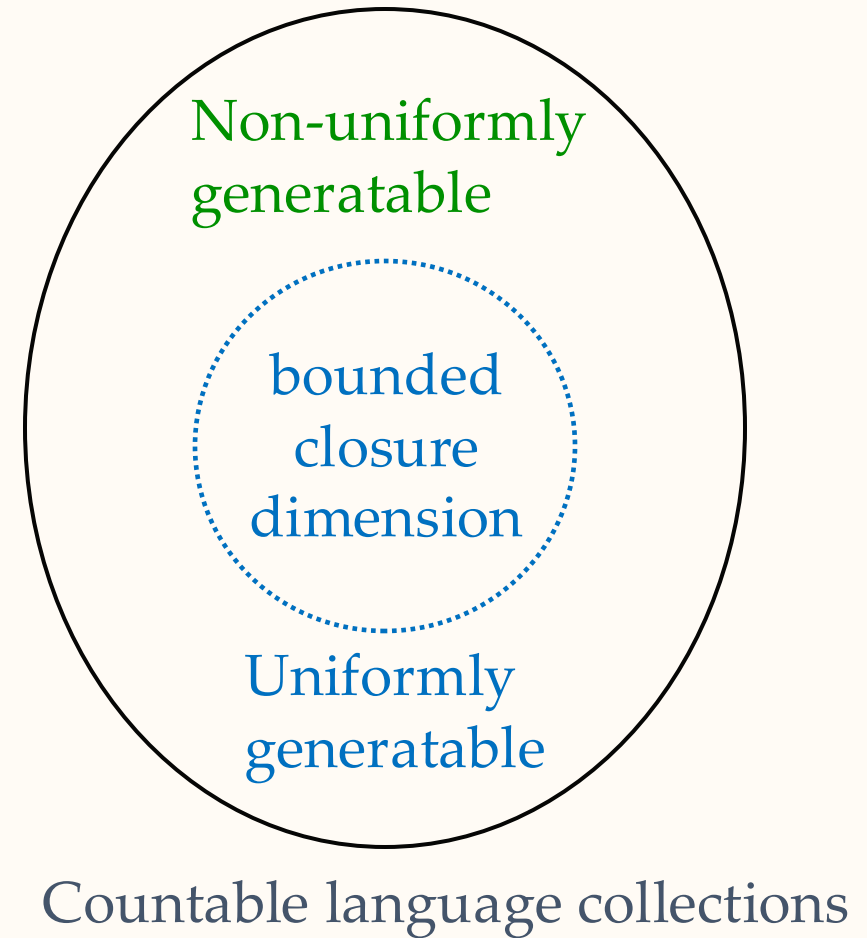 Non-uniformly
generatable
bounded
closure
dimension
Uniformly
generatable
Countable language collections